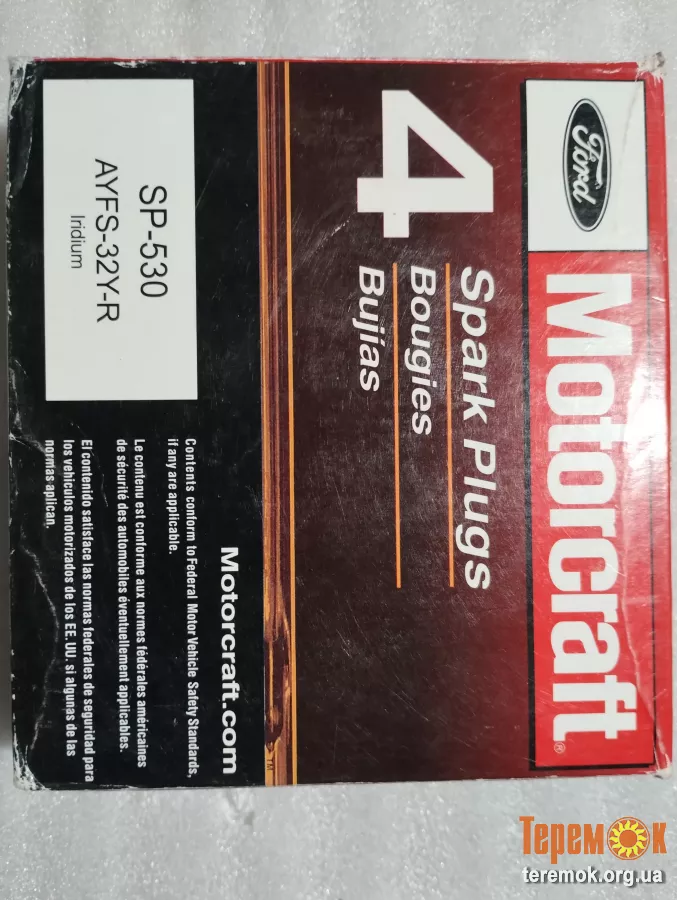 Ford
Motorcraft®
4
Spark Plugs
Bougies
Bujías
TM
SP-530
AYFS-32Y-R
Iridium
Motorcraft.com
Contents conform to Federal Motor Vehicle Safety Standards,
if any are applicable.
Le contenu est conforme aux normes fédérales américaines
de sécurité des automobiles éventuellement applicables.
El contenido satisface las normas federales de seguridad para
los vehículos motorizados de los EE. UU. si algunas de las
normas aplican.
Теремок
teremok.org.ua